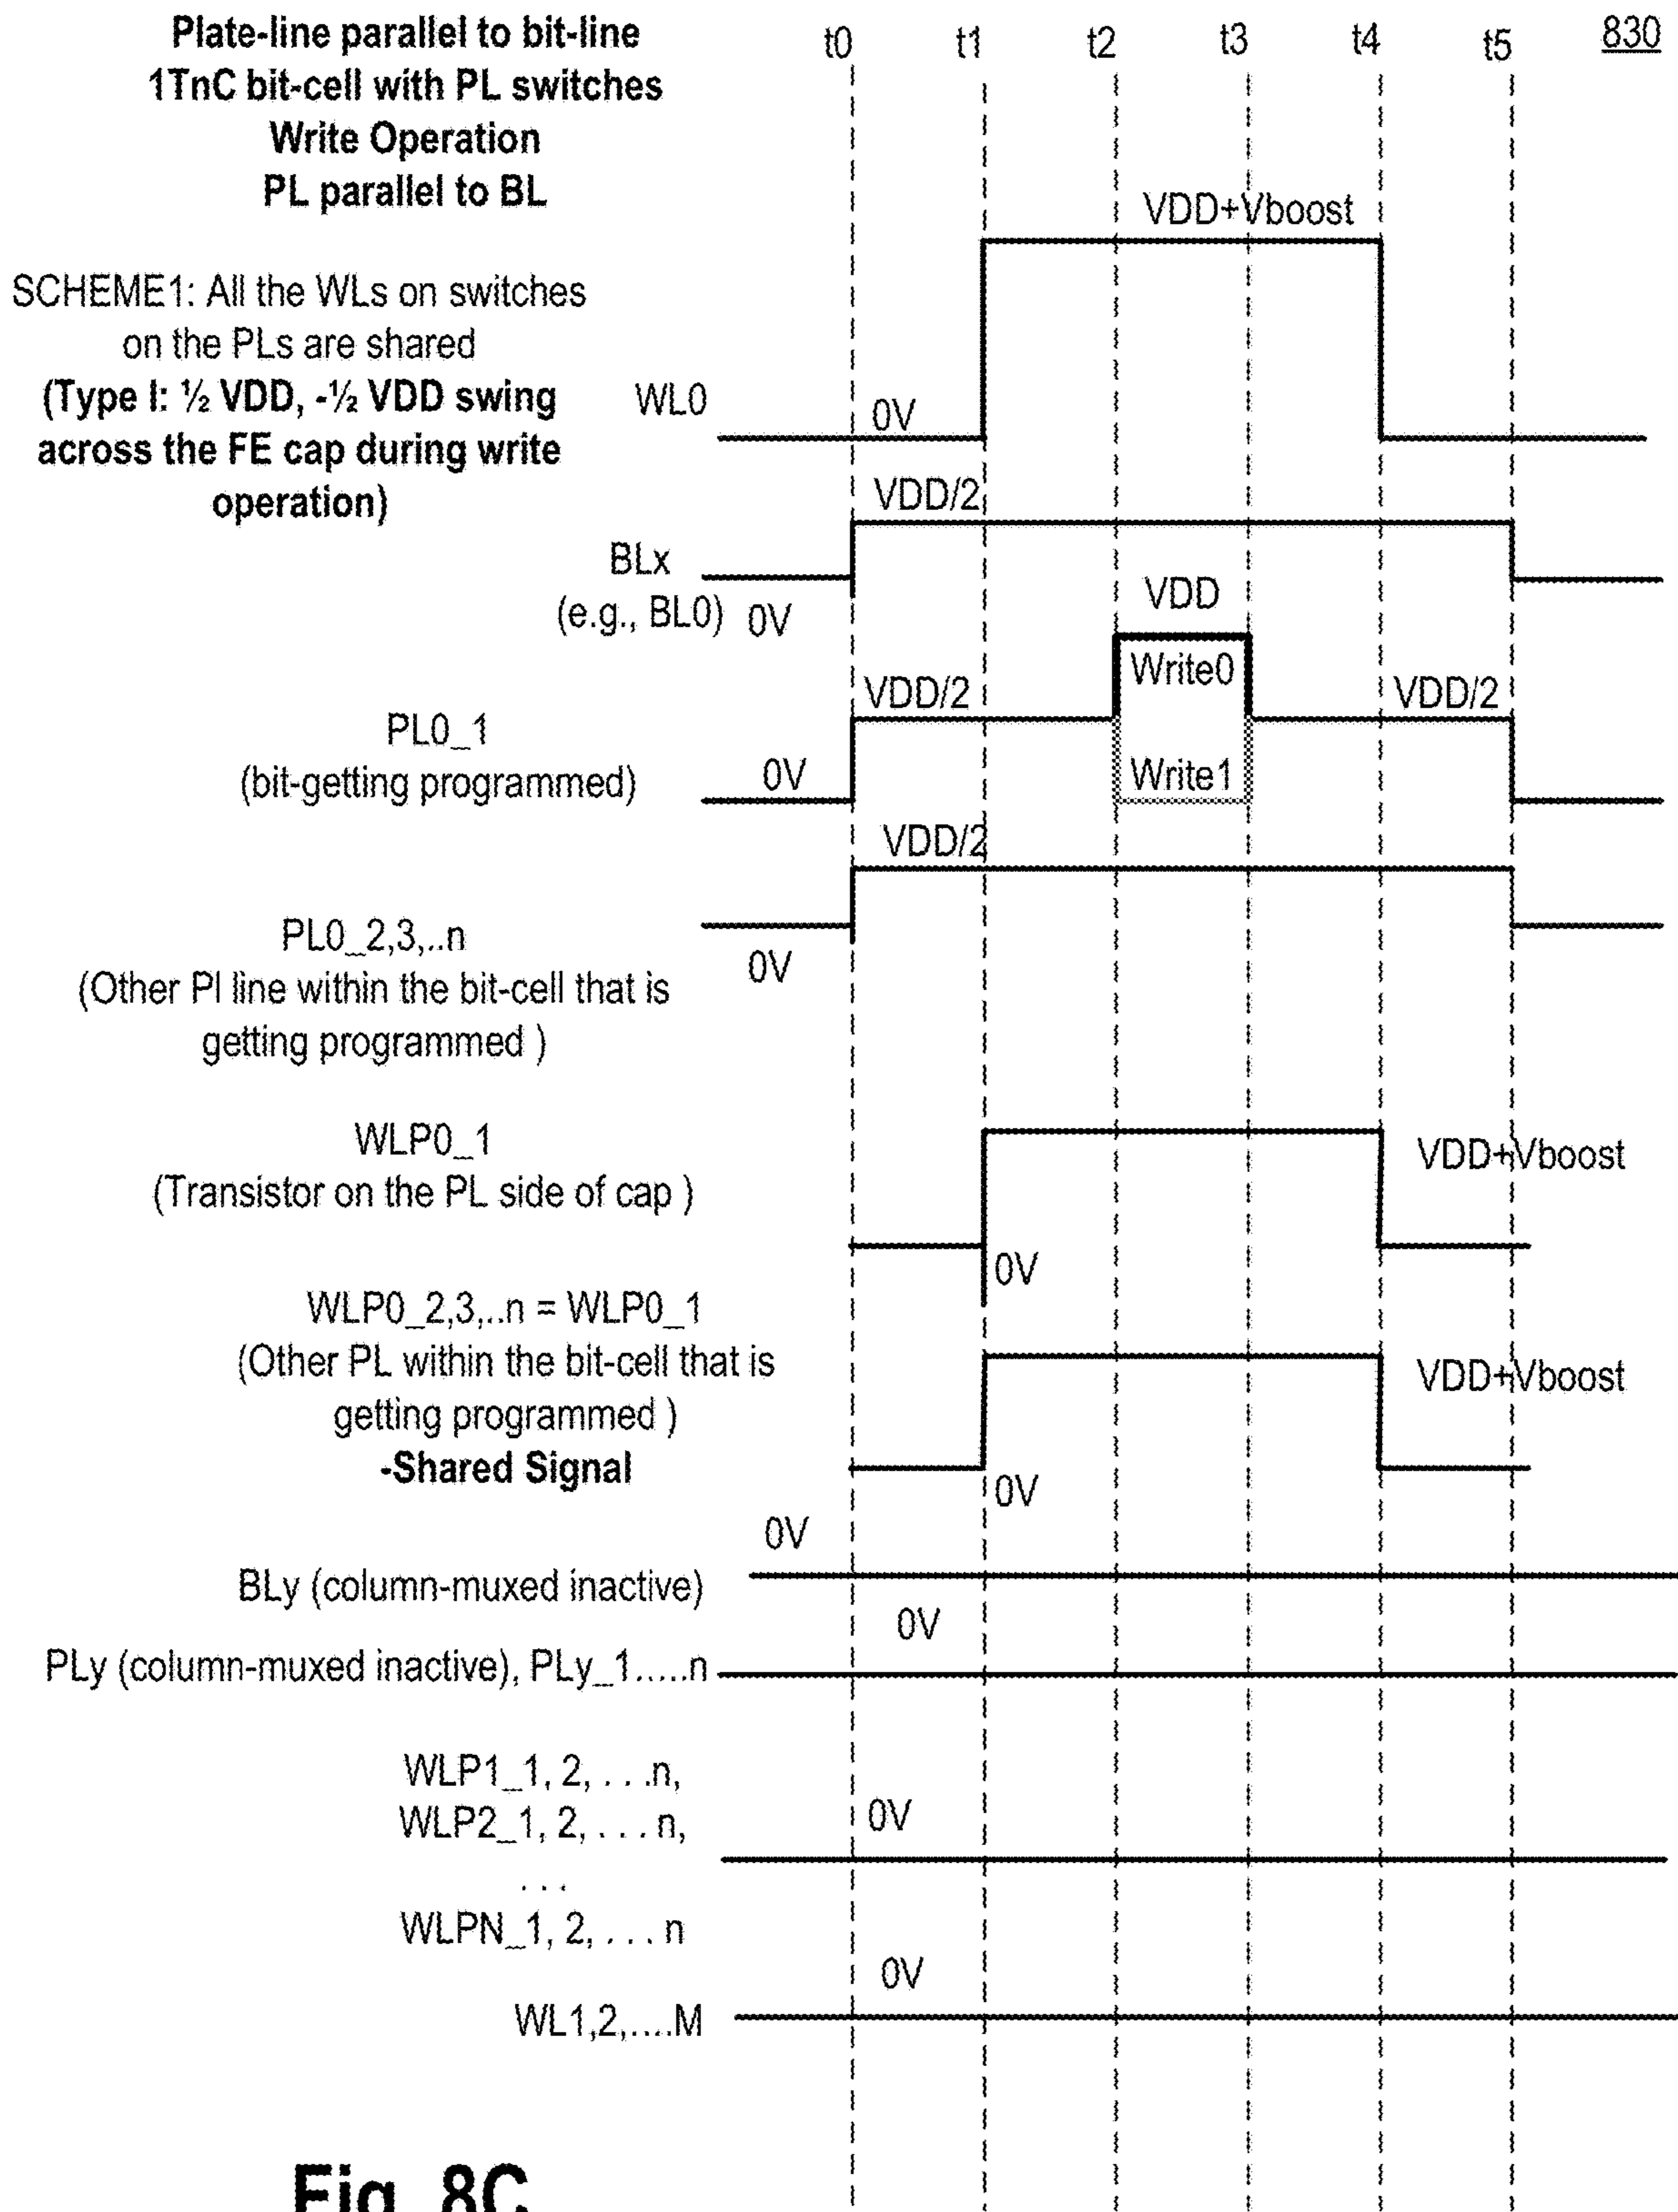 Plate-line parallel to bit-line
1TnC bit-cell with PL switches
Write Operation
PL parallel to BL
t0 t1 t2 t3 t4 t5 830
SCHEME1: All the WLs on switches
on the PLs are shared
(Type I: ½ VDD, -½ VDD swing
across the FE cap during write
operation)
VDD+Vboost
WL0 0V
VDD/2
BLx
(e.g., BL0) 0V
VDD
Write0
VDD/2 VDD/2
PL0_1
(bit-getting programmed) 0V
Write1
VDD/2
PL0_2,3,..n
0V
(Other Pl line within the bit-cell that is
getting programmed )
WLP0_1
(Transistor on the PL side of cap )
VDD+Vboost
0V
WLP0_2,3,..n = WLP0_1
(Other PL within the bit-cell that is
getting programmed )
-Shared Signal
VDD+Vboost
0V
0V
BLy (column-muxed inactive)
0V
PLy (column-muxed inactive), PLy_1.....n
WLP1_1, 2, . . .n,
WLP2_1, 2, . . . n,
0V
. . .
WLPN_1, 2, . . . n
0V
WL1,2,....M
Fig. 8C